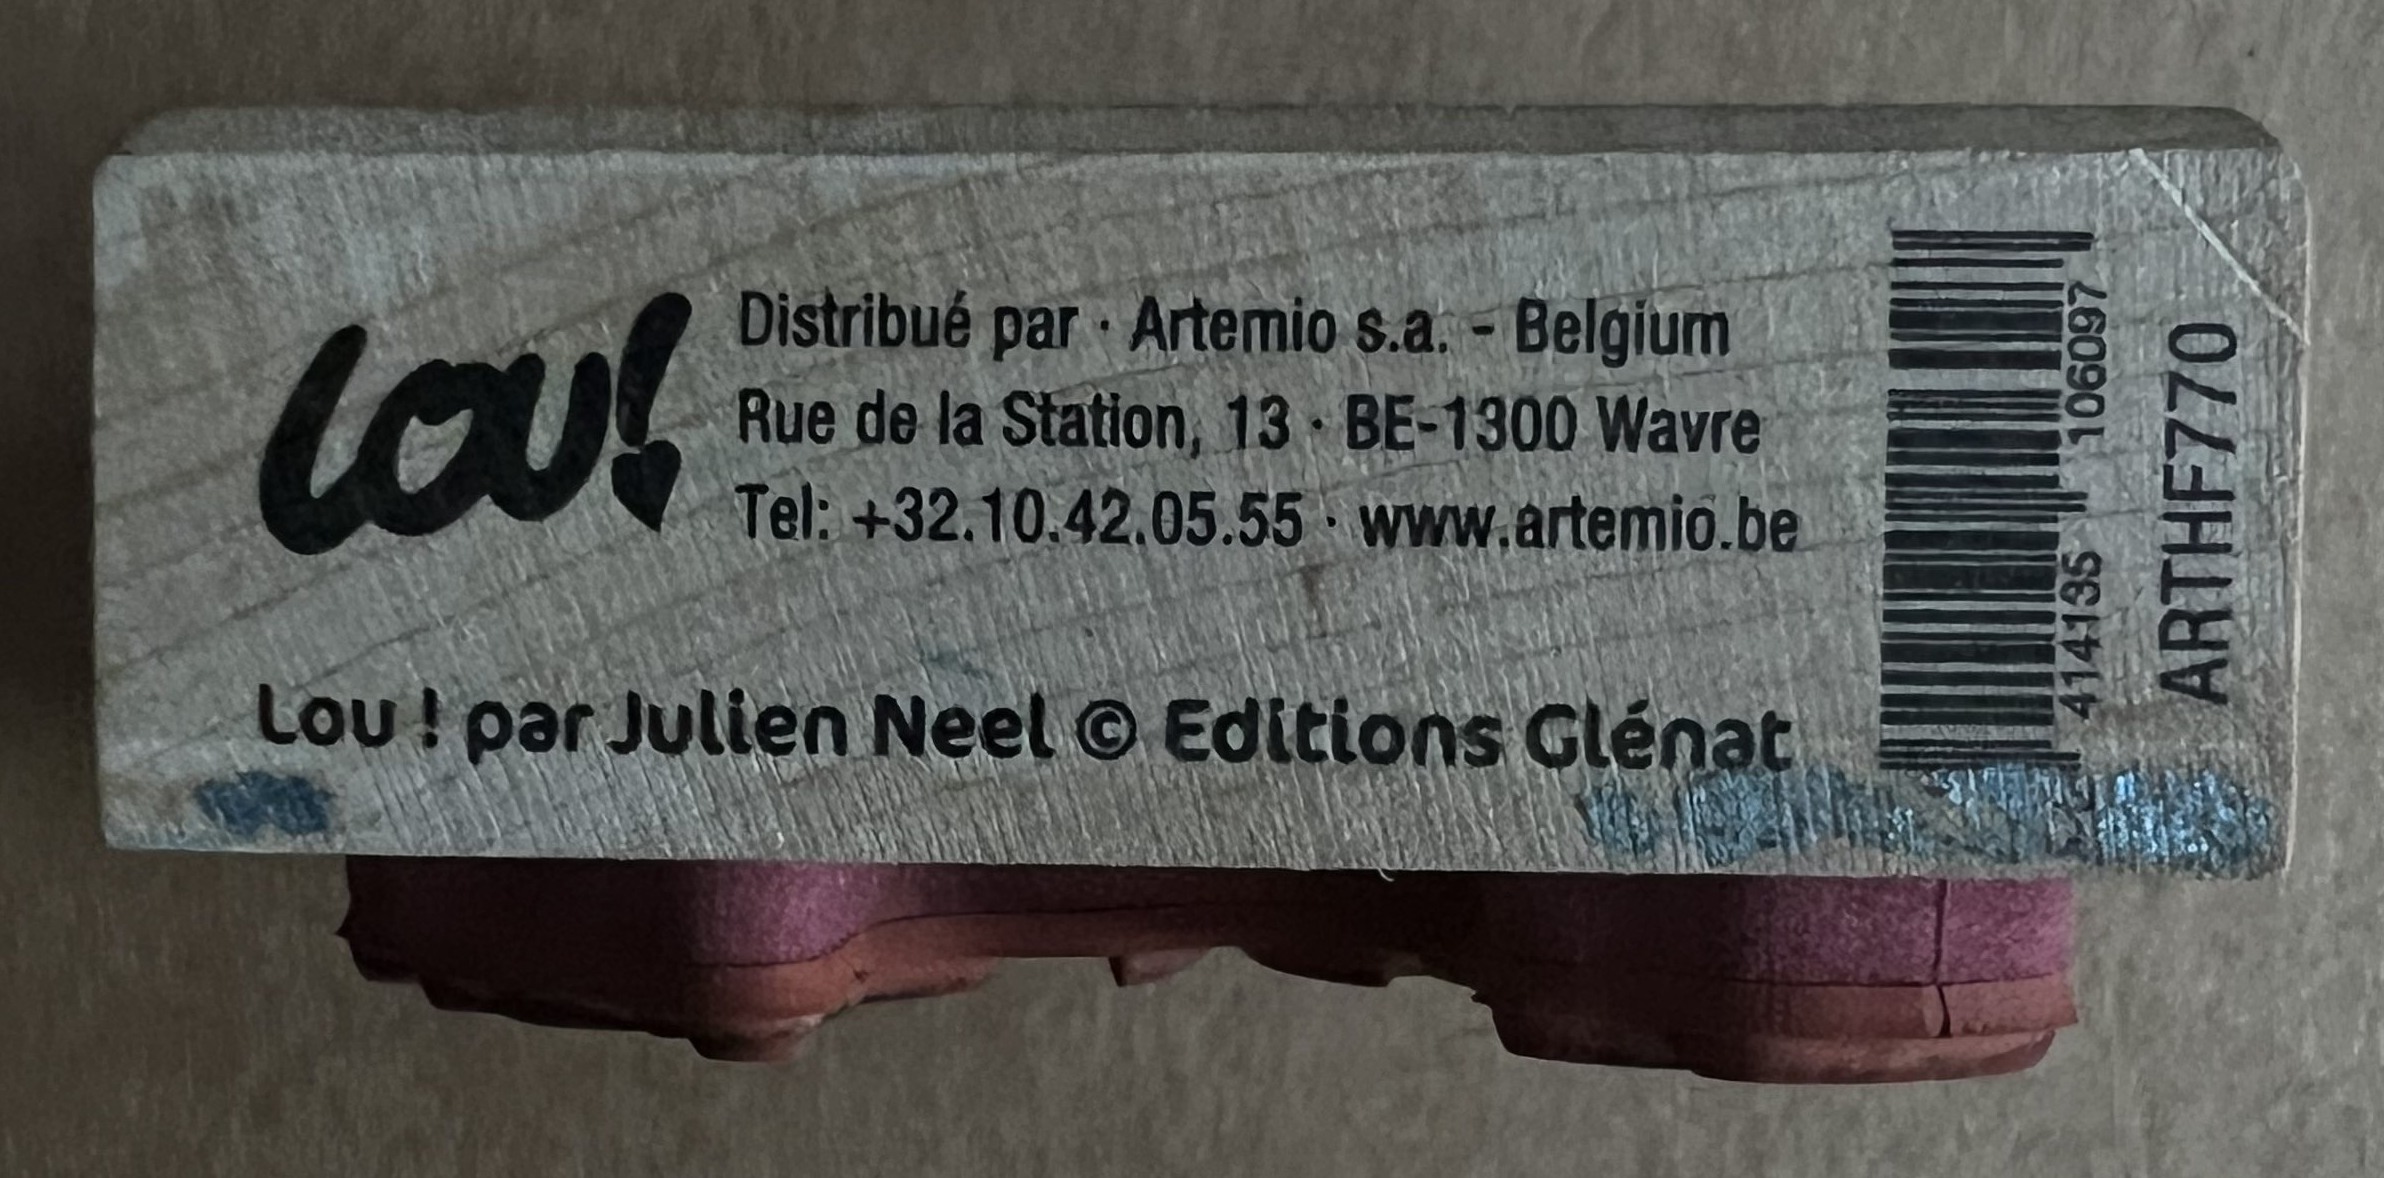 Lou!
Distribué par · Artemio s.a. - Belgium
Rue de la Station, 13 · BE-1300 Wavre
Tel: +32.10.42.05.55 · www.artemio.be
Lou ! par Julien Neel © Editions Glénat
414135 106097
ARTHF770